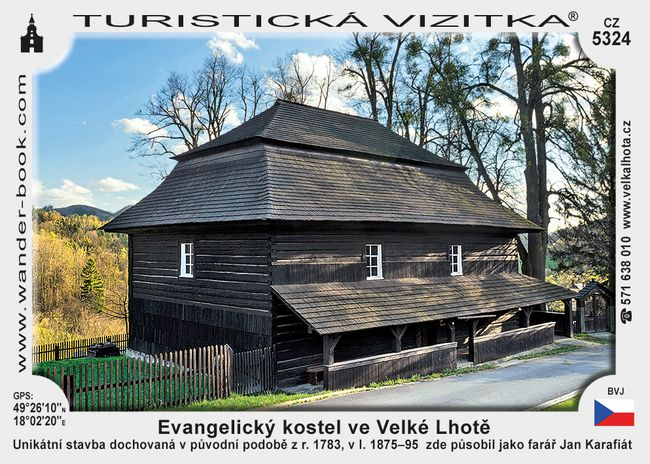 TURISTICKÁ VIZITKA®
CZ
5324
www.wander-book.com
☎ 571 638 010 www.velkalhota.cz
GPS:
49°26'10"N
18°02'20"E
BVJ
Evangelický kostel ve Velké Lhotě
Unikátní stavba dochovaná v původní podobě z r. 1783, v l. 1875–95 zde působil jako farář Jan Karafiát